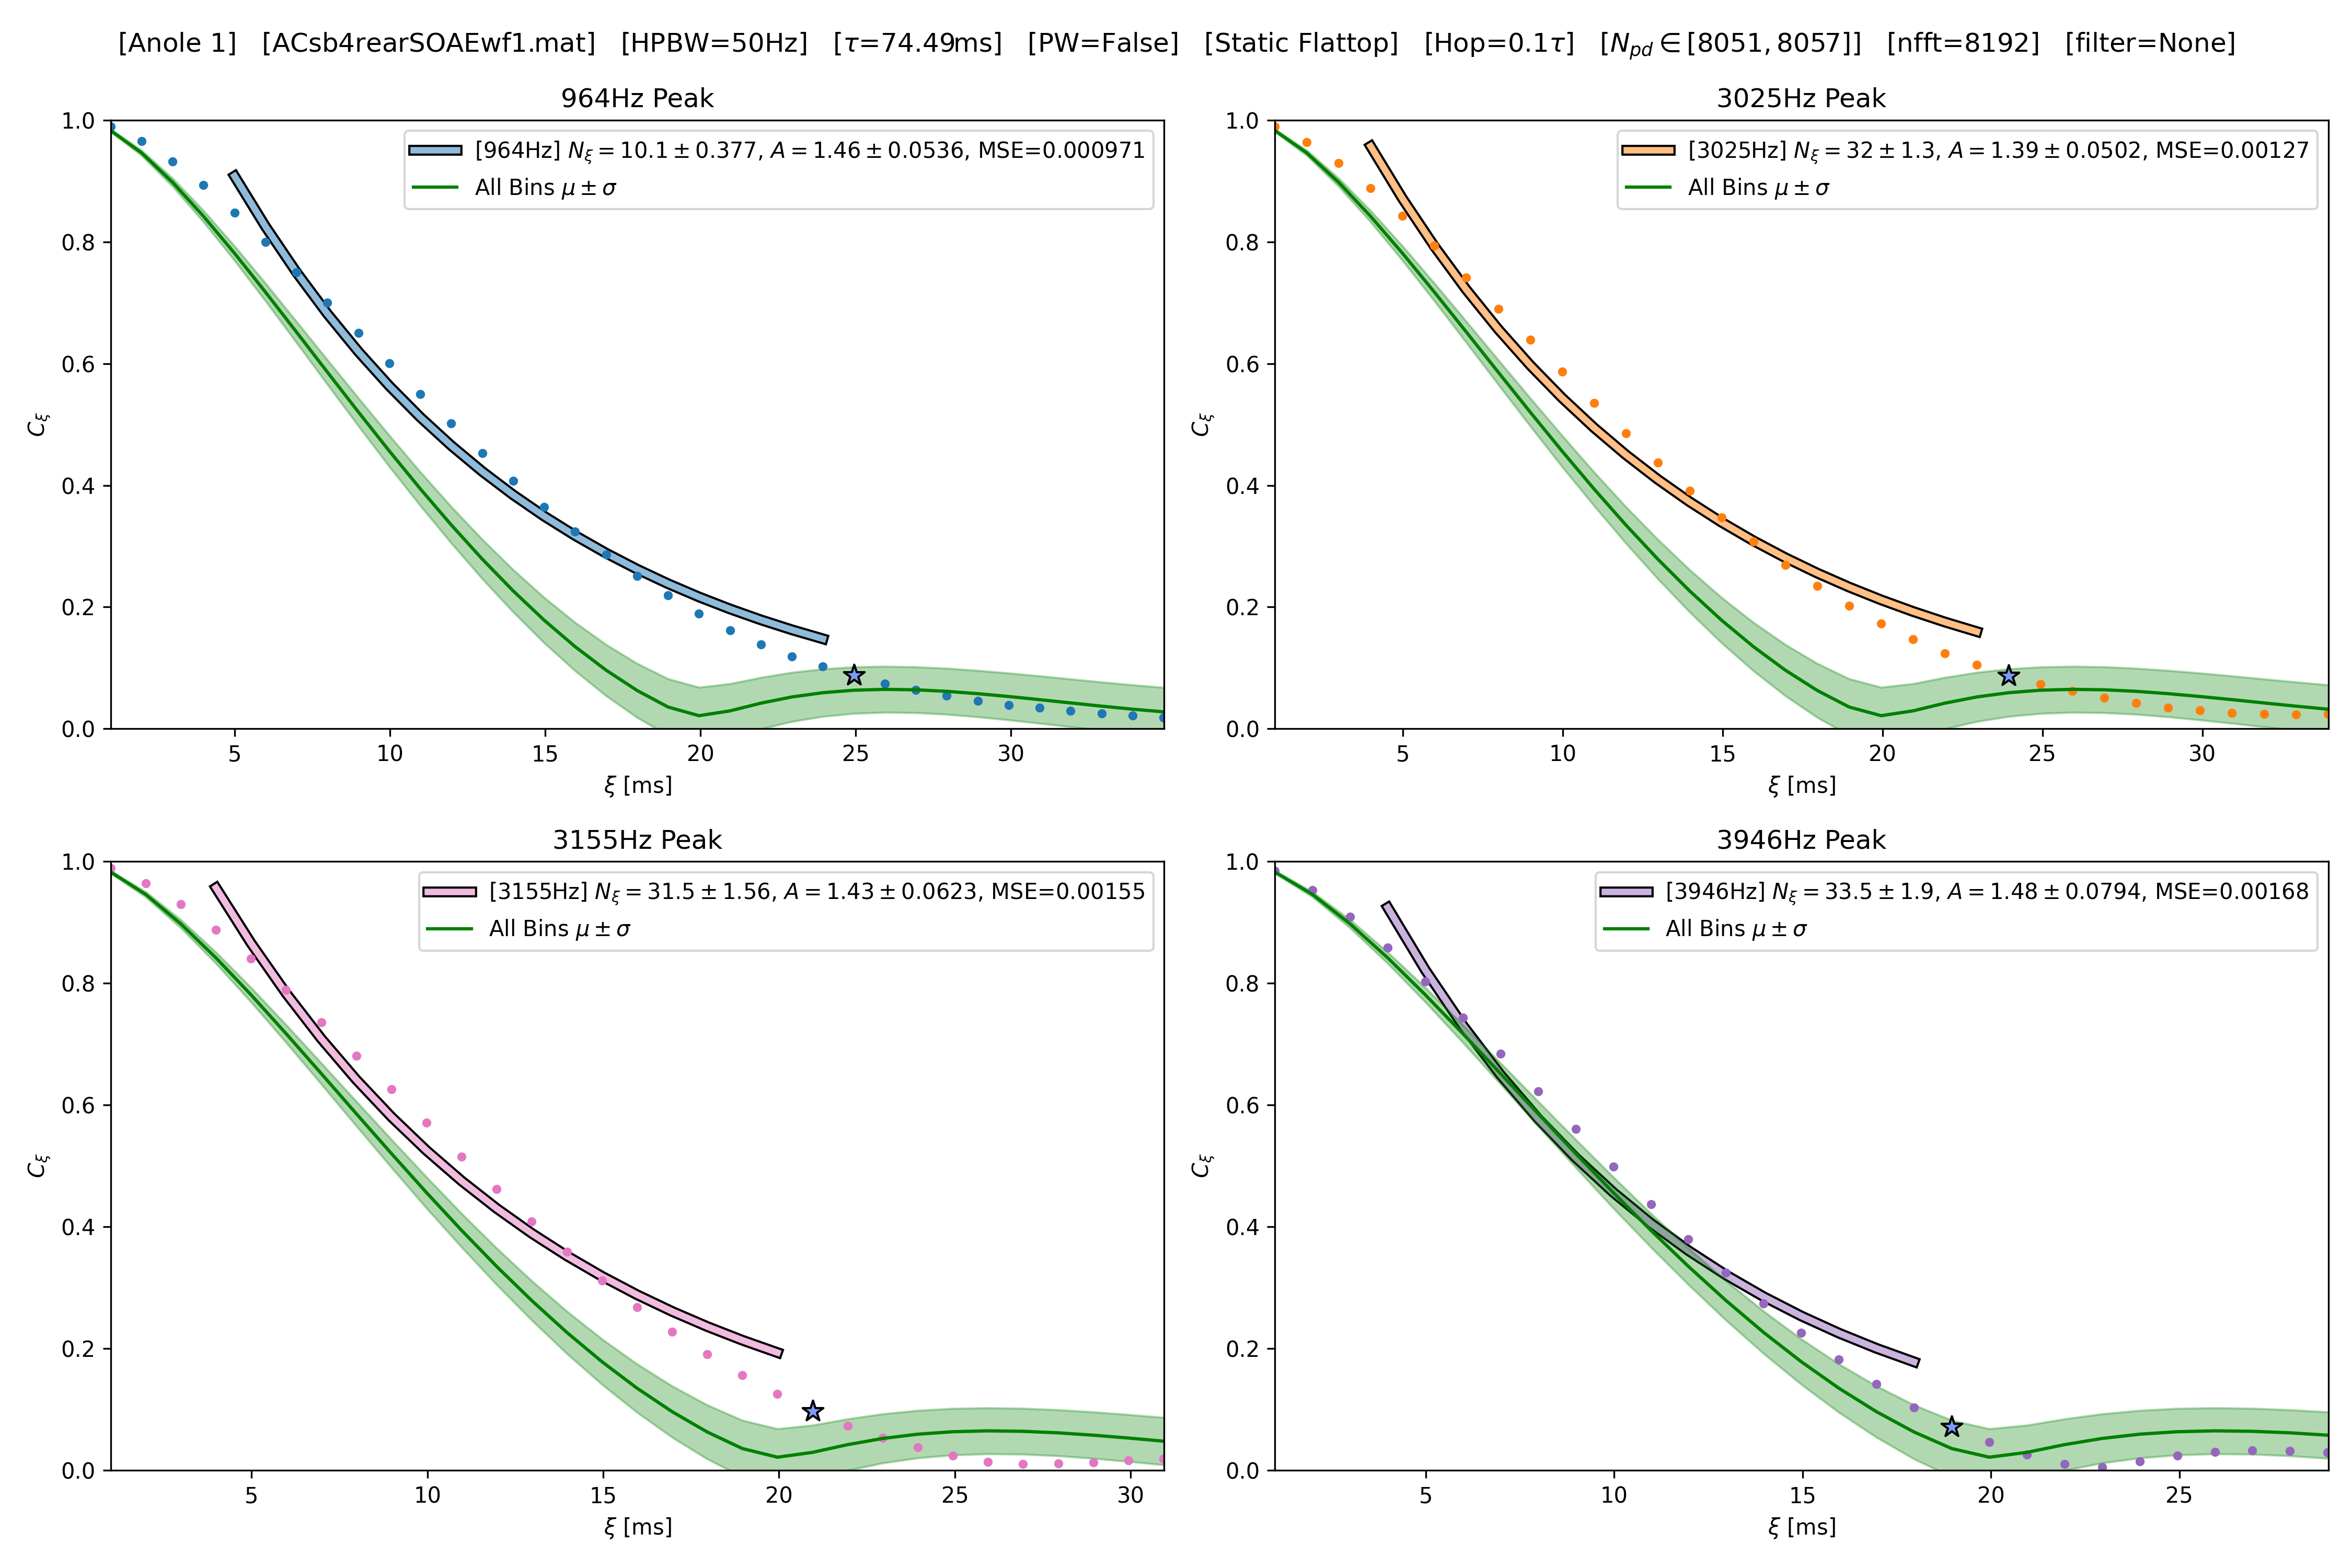 [Anole 1] [ACsb4rearSOAEwf1.mat] [HPBW=50Hz] [τ=74.49ms] [PW=False] [Static Flattop] [Hop=0.1τ] [N_pd ∈ [8051, 8057]] [nfft=8192] [filter=None]
964Hz Peak
[964Hz] N_ξ = 10.1 ± 0.377, A = 1.46 ± 0.0536, MSE=0.000971
All Bins μ ± σ
1.0
0.8
0.6
0.4
0.2
0.0
C_ξ
5 10 15 20 25 30
ξ [ms]
3025Hz Peak
[3025Hz] N_ξ = 32 ± 1.3, A = 1.39 ± 0.0502, MSE=0.00127
All Bins μ ± σ
1.0
0.8
0.6
0.4
0.2
0.0
C_ξ
5 10 15 20 25 30
ξ [ms]
3155Hz Peak
[3155Hz] N_ξ = 31.5 ± 1.56, A = 1.43 ± 0.0623, MSE=0.00155
All Bins μ ± σ
1.0
0.8
0.6
0.4
0.2
0.0
C_ξ
5 10 15 20 25 30
ξ [ms]
3946Hz Peak
[3946Hz] N_ξ = 33.5 ± 1.9, A = 1.48 ± 0.0794, MSE=0.00168
All Bins μ ± σ
1.0
0.8
0.6
0.4
0.2
0.0
C_ξ
5 10 15 20 25
ξ [ms]